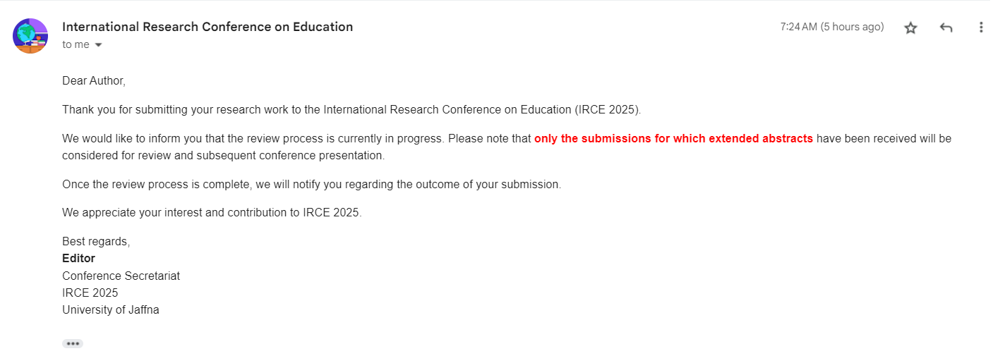 International Research Conference on Education
7:24 AM (5 hours ago)
to me
Dear Author,
Thank you for submitting your research work to the International Research Conference on Education (IRCE 2025).
We would like to inform you that the review process is currently in progress. Please note that only the submissions for which extended abstracts have been received will be
considered for review and subsequent conference presentation.
Once the review process is complete, we will notify you regarding the outcome of your submission.
We appreciate your interest and contribution to IRCE 2025.
Best regards,
Editor
Conference Secretariat
IRCE 2025
University of Jaffna